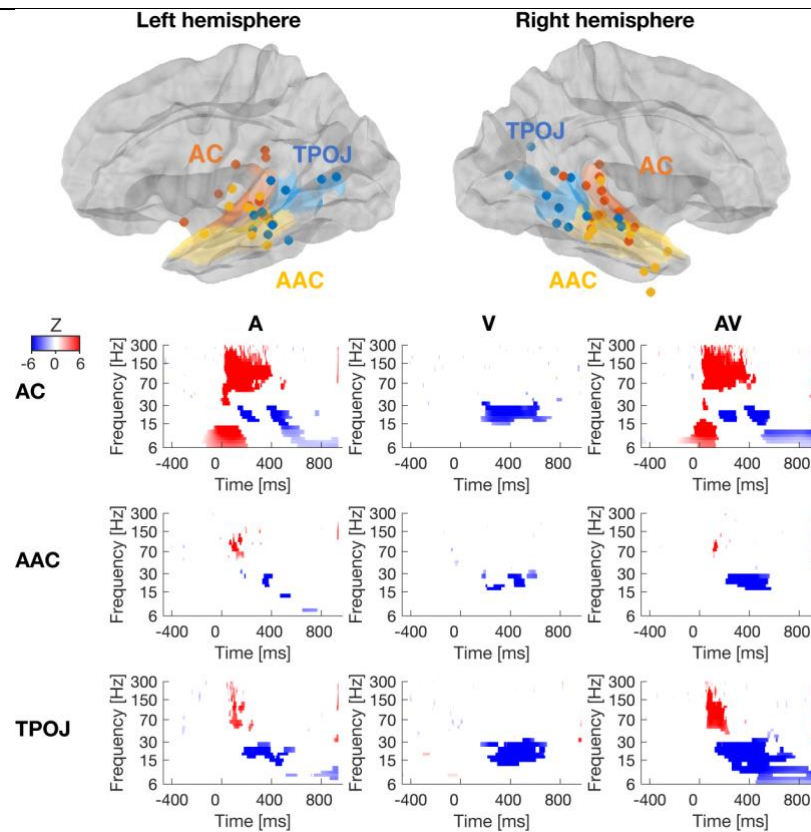 Left hemisphere Right hemisphere
AC TPOJ AAC
TPOJ AC AAC
Z
-6 0 6
A V AV
AC
Frequency [Hz] 300 150 70 30 15 6
-400 0 400 800
Time [ms]
Frequency [Hz] 300 150 70 30 15 6
-400 0 400 800
Time [ms]
Frequency [Hz] 300 150 70 30 15 6
-400 0 400 800
Time [ms]
AAC
Frequency [Hz] 300 150 70 30 15 6
-400 0 400 800
Time [ms]
Frequency [Hz] 300 150 70 30 15 6
-400 0 400 800
Time [ms]
Frequency [Hz] 300 150 70 30 15 6
-400 0 400 800
Time [ms]
TPOJ
Frequency [Hz] 300 150 70 30 15 6
-400 0 400 800
Time [ms]
Frequency [Hz] 300 150 70 30 15 6
-400 0 400 800
Time [ms]
Frequency [Hz] 300 150 70 30 15 6
-400 0 400 800
Time [ms]